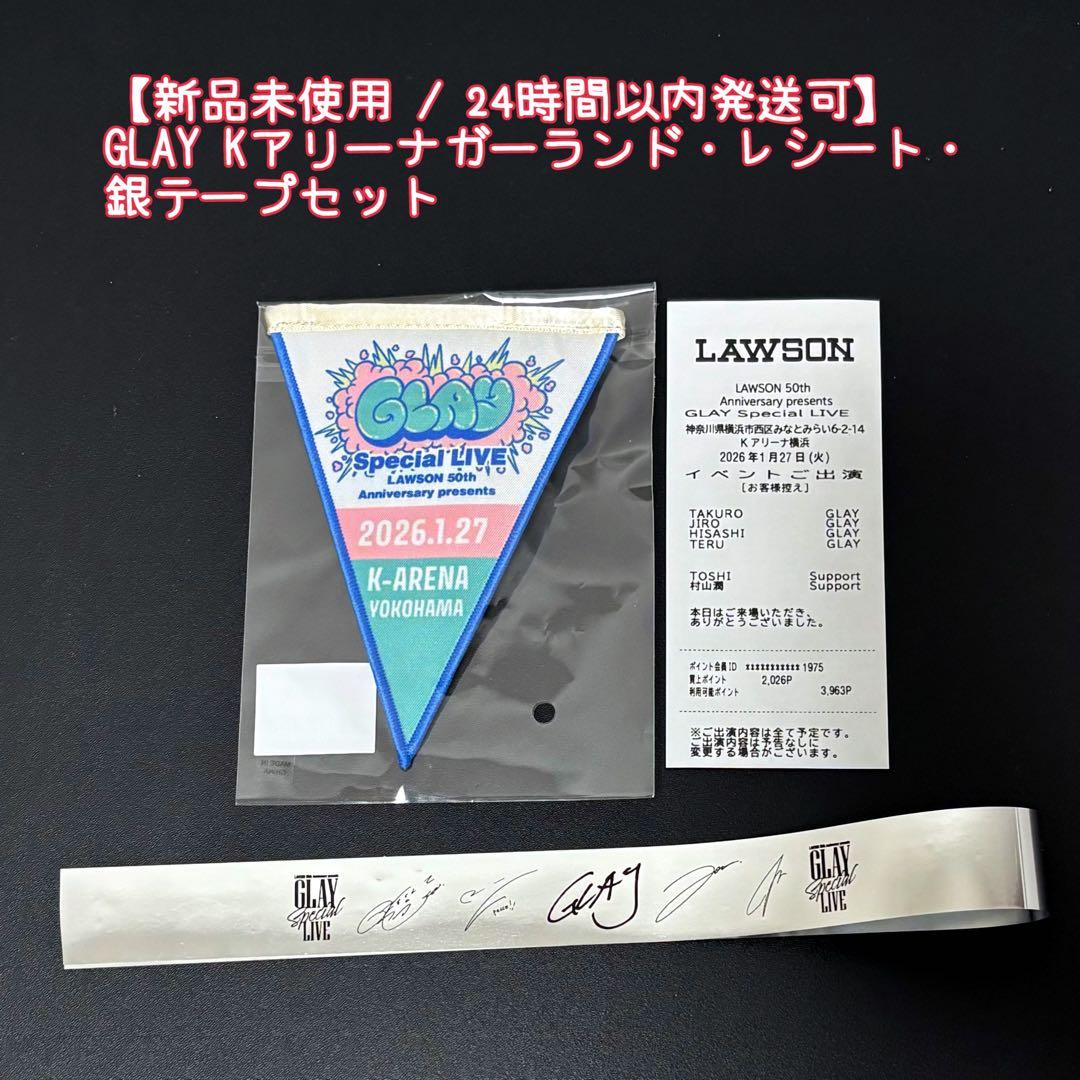 【新品未使用 / 24時間以内発送可】
GLAY Kアリーナガーランド・レシート・
銀テープセット
GLAY
Special LIVE
LAWSON 50th
Anniversary presents
2026.1.27
K-ARENA
YOKOHAMA
MADE IN
CHINA
LAWSON
LAWSON 50th
Anniversary presents
GLAY Special LIVE
神奈川県横浜市西区みなとみらい6-2-14
Kアリーナ横浜
2026年1月27日(火)
イベントご出演
[お客様控え]
TAKURO GLAY
JIRO GLAY
HISASHI GLAY
TERU GLAY
TOSHI Support
村山潤 Support
本日はご来場いただき、
ありがとうございました。
ポイント会員ID ***********1975
買上ポイント 2,026P
利用可能ポイント 3,963P
※ご出演内容は全て予定です。
ご出演内容は予告なしに
変更する場合がございます。
GLAY
Special
LIVE
GLAY
GLAY
Special
LIVE